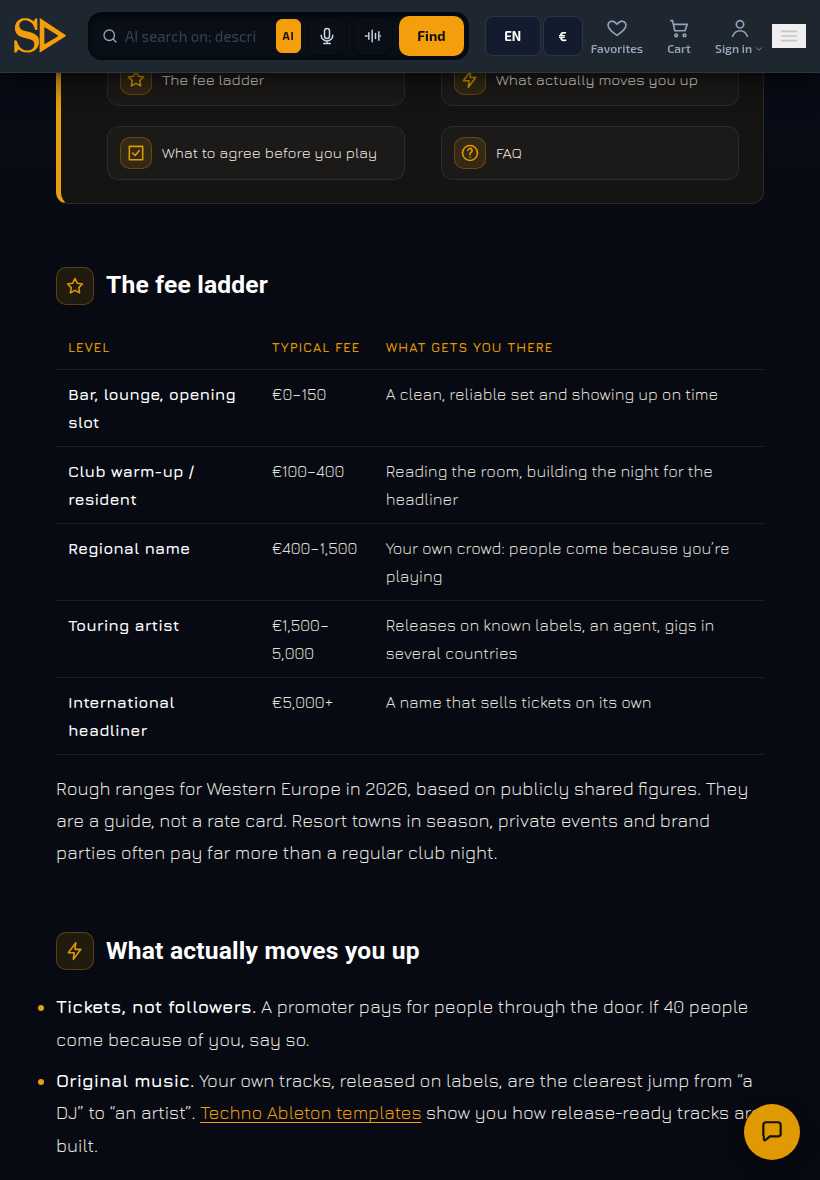 SD
AI search on: descri
AI
Find
EN
€
Favorites
Cart
Sign in
The fee ladder
What actually moves you up
What to agree before you play
FAQ
The fee ladder
LEVEL
TYPICAL FEE
WHAT GETS YOU THERE
Bar, lounge, opening
slot
€0–150
A clean, reliable set and showing up on time
Club warm-up /
resident
€100–400
Reading the room, building the night for the
headliner
Regional name
€400–1,500
Your own crowd: people come because you're
playing
Touring artist
€1,500–
5,000
Releases on known labels, an agent, gigs in
several countries
International
headliner
€5,000+
A name that sells tickets on its own
Rough ranges for Western Europe in 2026, based on publicly shared figures. They
are a guide, not a rate card. Resort towns in season, private events and brand
parties often pay far more than a regular club night.
What actually moves you up
Tickets, not followers. A promoter pays for people through the door. If 40 people
come because of you, say so.
Original music. Your own tracks, released on labels, are the clearest jump from “a
DJ” to “an artist”. Techno Ableton templates show you how release-ready tracks are
built.